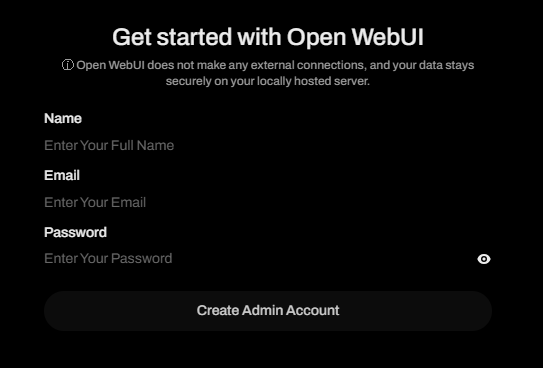 Get started with Open WebUI
ⓘ Open WebUI does not make any external connections, and your data stays
securely on your locally hosted server.
Name
Enter Your Full Name
Email
Enter Your Email
Password
Enter Your Password
Create Admin Account